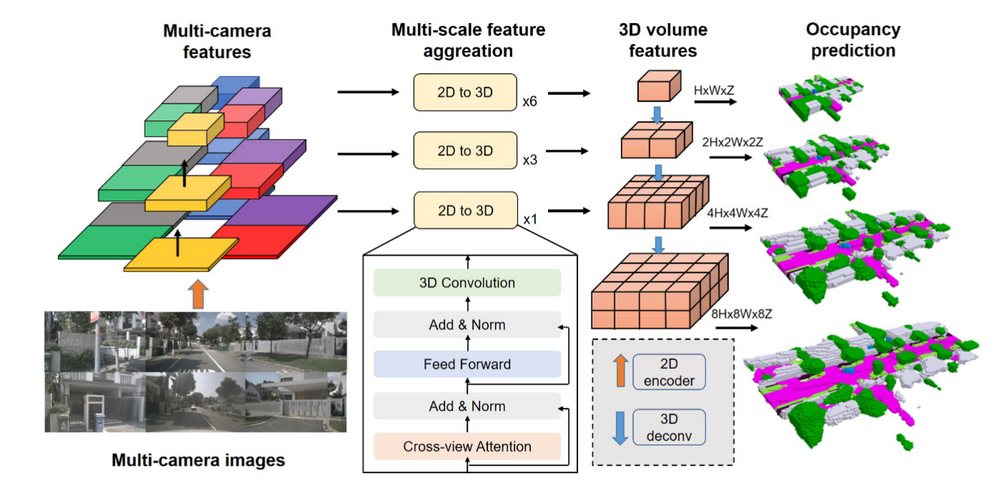 Multi-camera
features
Multi-scale feature
aggreation
3D volume
features
Occupancy
prediction
2D to 3D
x6
HxWxZ
2D to 3D
x3
2Hx2Wx2Z
2D to 3D
x1
4Hx4Wx4Z
8Hx8Wx8Z
3D Convolution
Add & Norm
Feed Forward
Add & Norm
Cross-view Attention
2D
encoder
3D
deconv
Multi-camera images